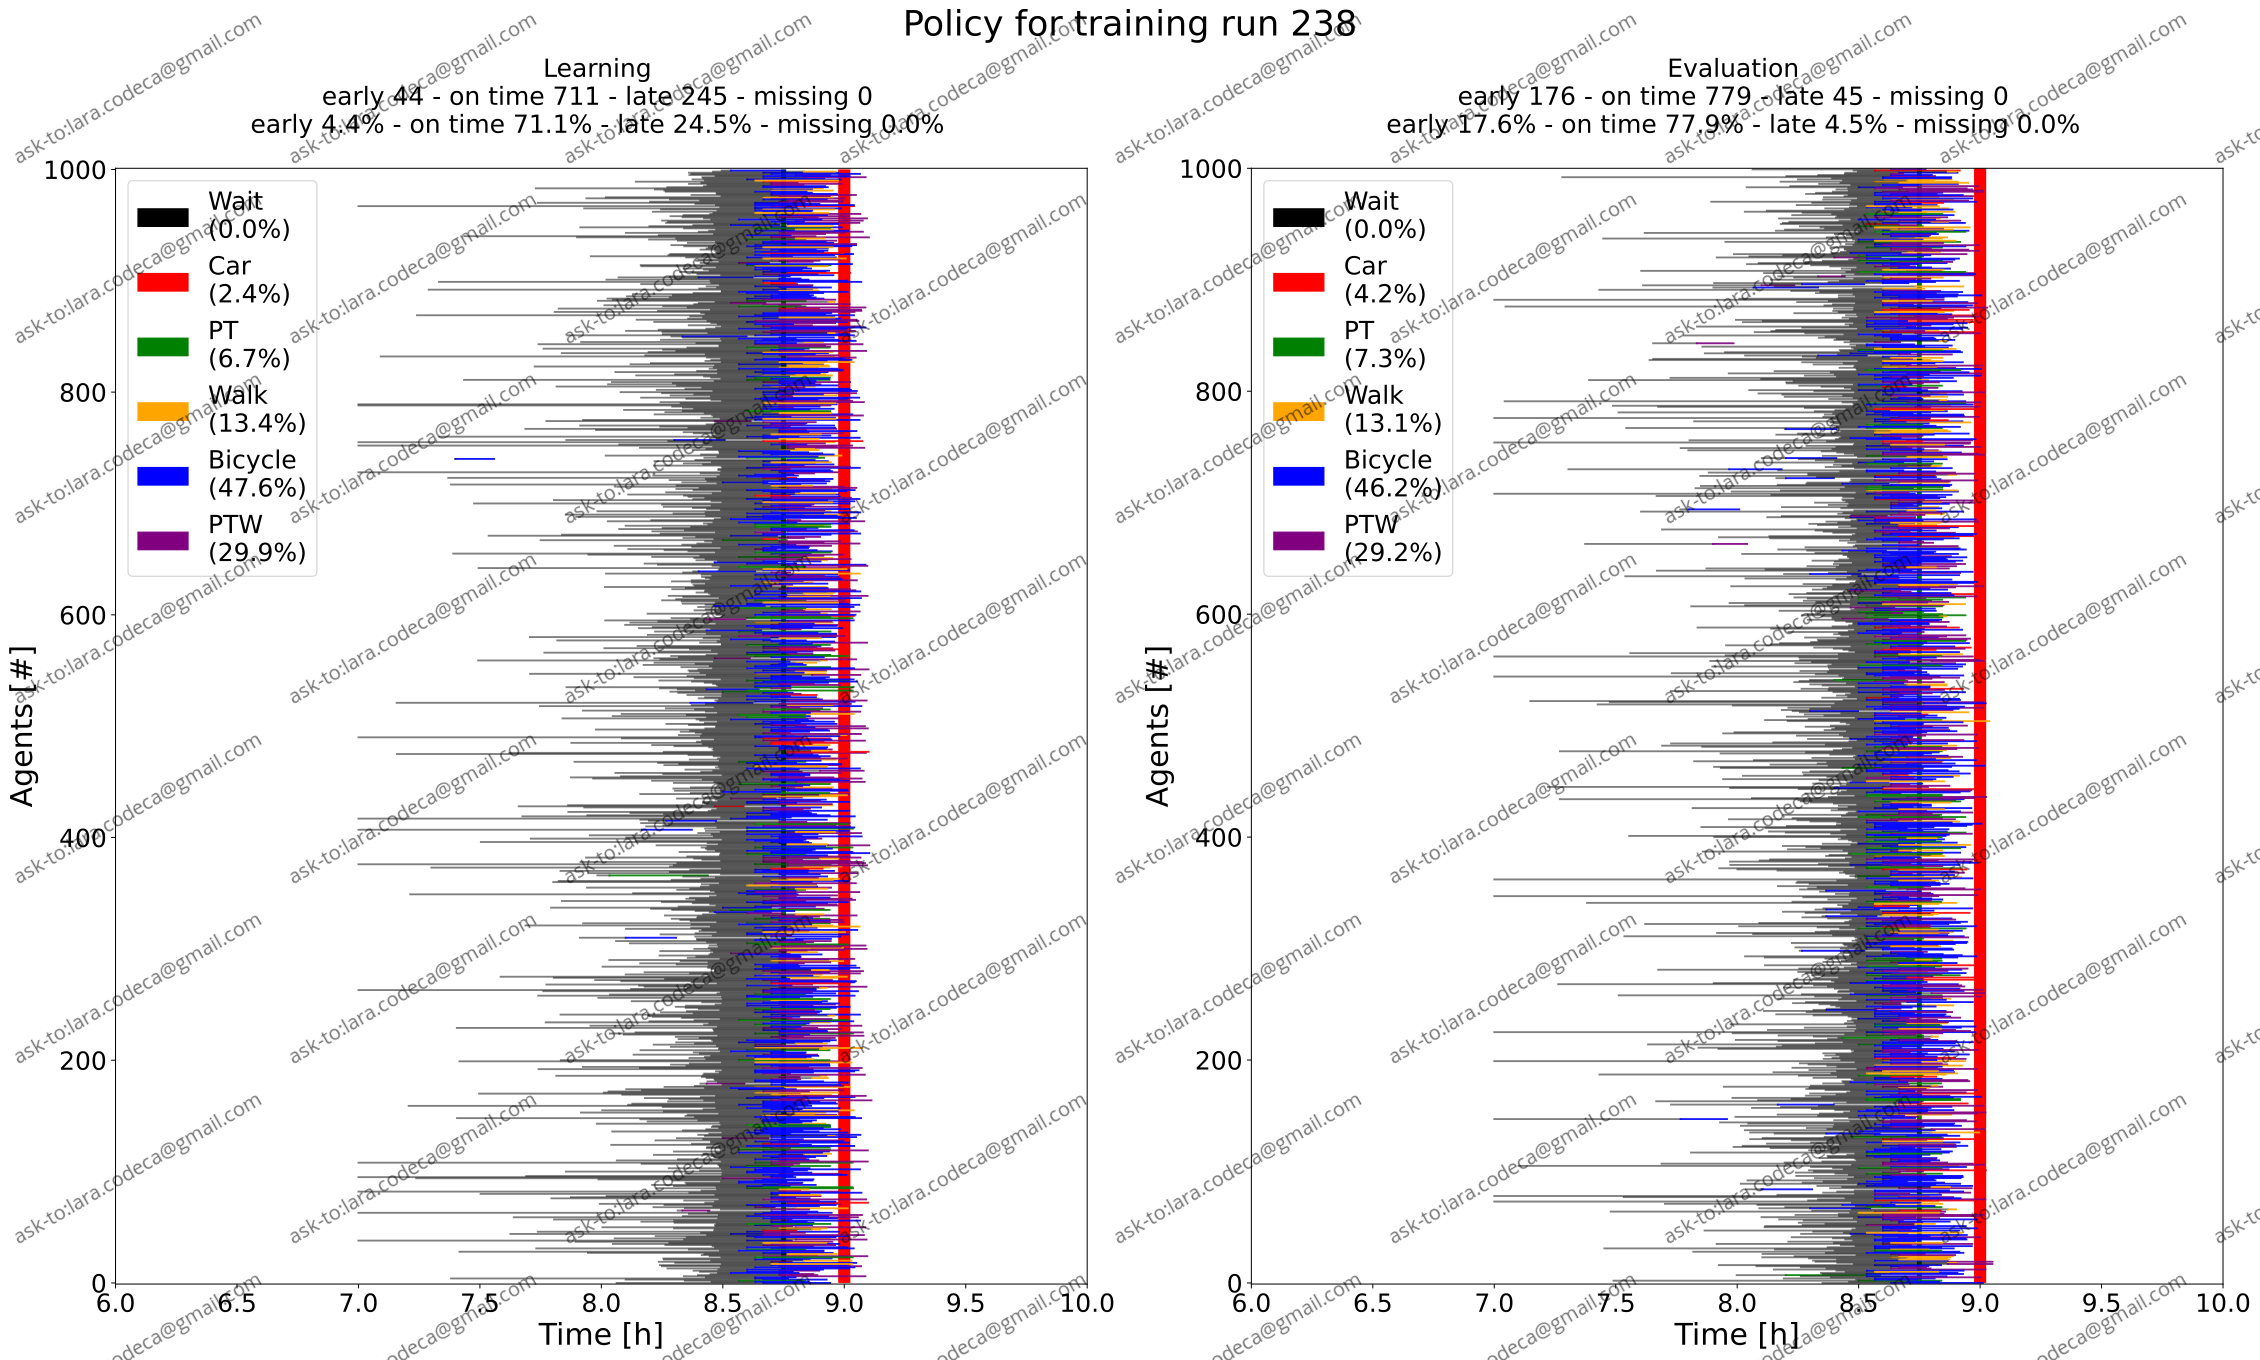 Policy for training run 238
Learning
early 44 - on time 711 - late 245 - missing 0
early 4.4% - on time 71.1% - late 24.5% - missing 0.0%
1000
800
600
400
200
0
Agents [#]
Wait
(0.0%)
Car
(2.4%)
PT
(6.7%)
Walk
(13.4%)
Bicycle
(47.6%)
PTW
(29.9%)
6.0 6.5 7.0 7.5 8.0 8.5 9.0 9.5 10.0
Time [h]
Evaluation
early 176 - on time 779 - late 45 - missing 0
early 17.6% - on time 77.9% - late 4.5% - missing 0.0%
1000
800
600
400
200
0
Agents [#]
Wait
(0.0%)
Car
(4.2%)
PT
(7.3%)
Walk
(13.1%)
Bicycle
(46.2%)
PTW
(29.2%)
6.0 6.5 7.0 7.5 8.0 8.5 9.0 9.5 10.0
Time [h]
ask-to:lara.codeca@gmail.com